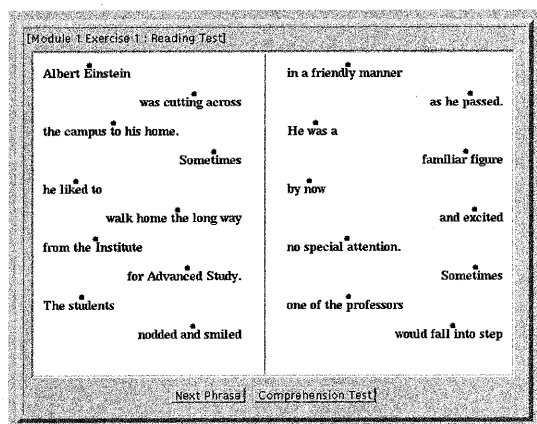 [Module 1 Exercise 1 : Reading Test]
Albert Einstein
was cutting across
the campus to his home.
Sometimes
he liked to
walk home the long way
from the Institute
for Advanced Study.
The students
nodded and smiled
in a friendly manner
as he passed.
He was a
familiar figure
by now
and excited
no special attention.
Sometimes
one of the professors
would fall into step
Next Phrase
Comprehension Test